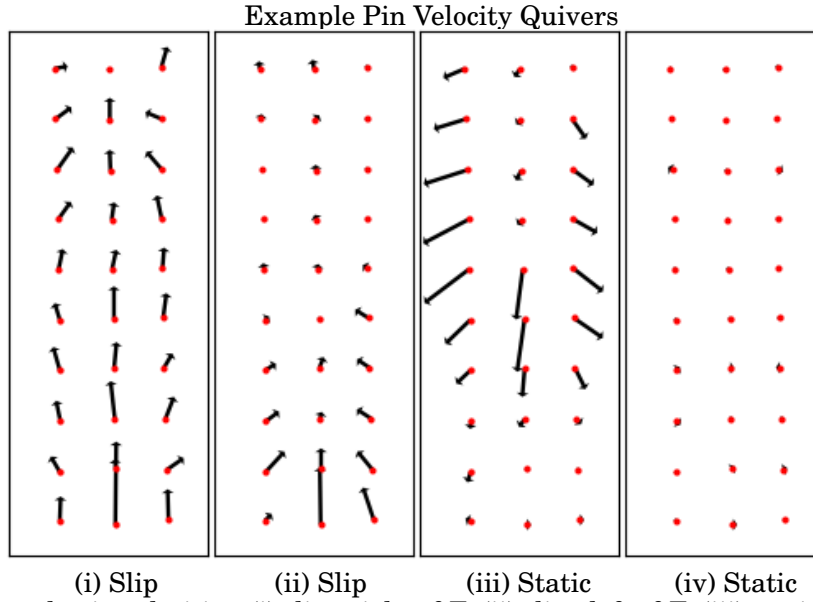 Example Pin Velocity Quivers
(i) Slip
(ii) Slip
(iii) Static
(iv) Static